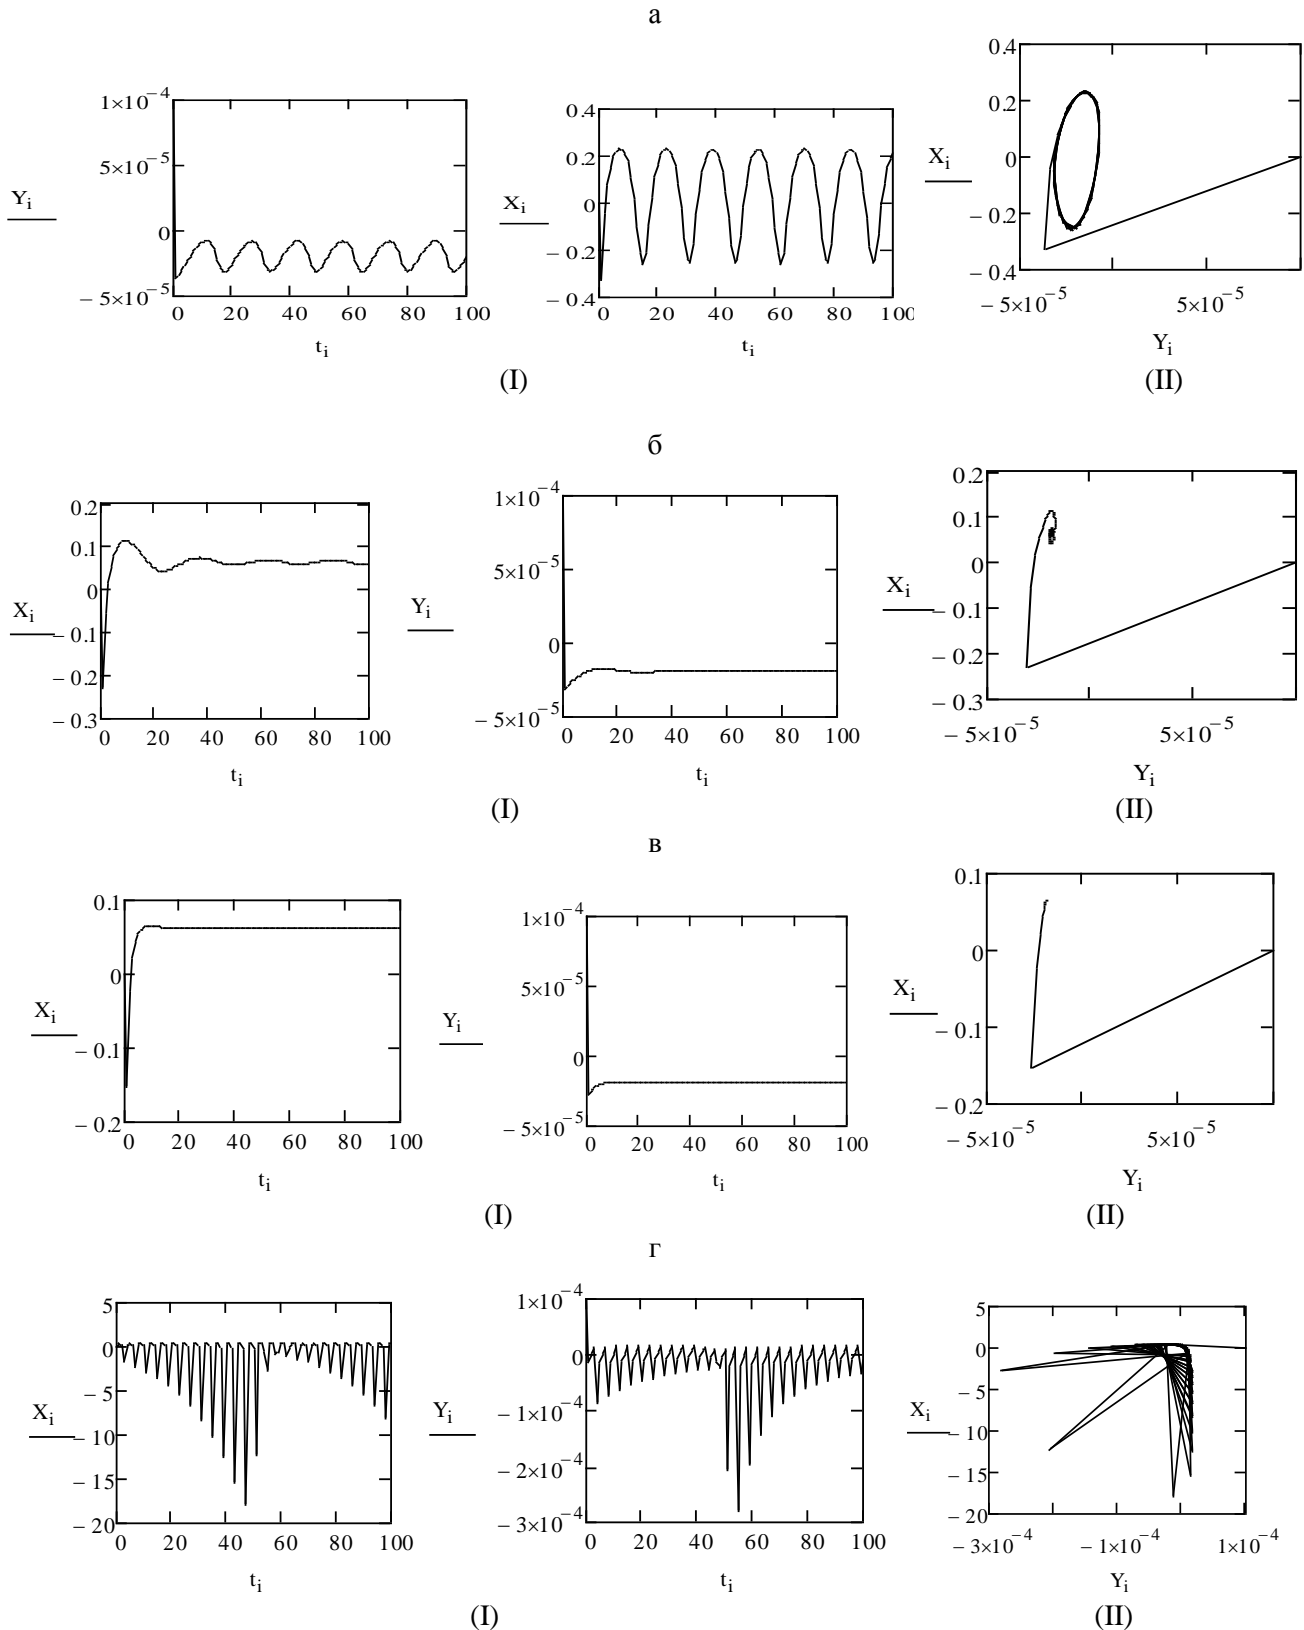 а
1×10⁻⁴
5×10⁻⁵
0
− 5×10⁻⁵
Yᵢ
0 20 40 60 80 100
tᵢ
0.4
0.2
0
− 0.2
− 0.4
Xᵢ
0 20 40 60 80 100
tᵢ
(I)
0.4
0.2
0
− 0.2
− 0.4
Xᵢ
− 5×10⁻⁵ 5×10⁻⁵
Yᵢ
(II)
б
0.2
0.1
0
− 0.1
− 0.2
− 0.3
Xᵢ
0 20 40 60 80 100
tᵢ
1×10⁻⁴
5×10⁻⁵
0
− 5×10⁻⁵
Yᵢ
0 20 40 60 80 100
tᵢ
(I)
0.2
0.1
0
− 0.1
− 0.2
− 0.3
Xᵢ
− 5×10⁻⁵ 5×10⁻⁵
Yᵢ
(II)
в
0.1
0
− 0.1
− 0.2
Xᵢ
0 20 40 60 80 100
tᵢ
1×10⁻⁴
5×10⁻⁵
0
− 5×10⁻⁵
Yᵢ
0 20 40 60 80 100
tᵢ
(I)
0.1
0
− 0.1
− 0.2
Xᵢ
− 5×10⁻⁵ 5×10⁻⁵
Yᵢ
(II)
г
5
0
− 5
− 10
− 15
− 20
Xᵢ
0 20 40 60 80 100
tᵢ
1×10⁻⁴
0
− 1×10⁻⁴
− 2×10⁻⁴
− 3×10⁻⁴
Yᵢ
0 20 40 60 80 100
tᵢ
(I)
5
0
− 5
− 10
− 15
− 20
Xᵢ
− 3×10⁻⁴ − 1×10⁻⁴ 1×10⁻⁴
Yᵢ
(II)